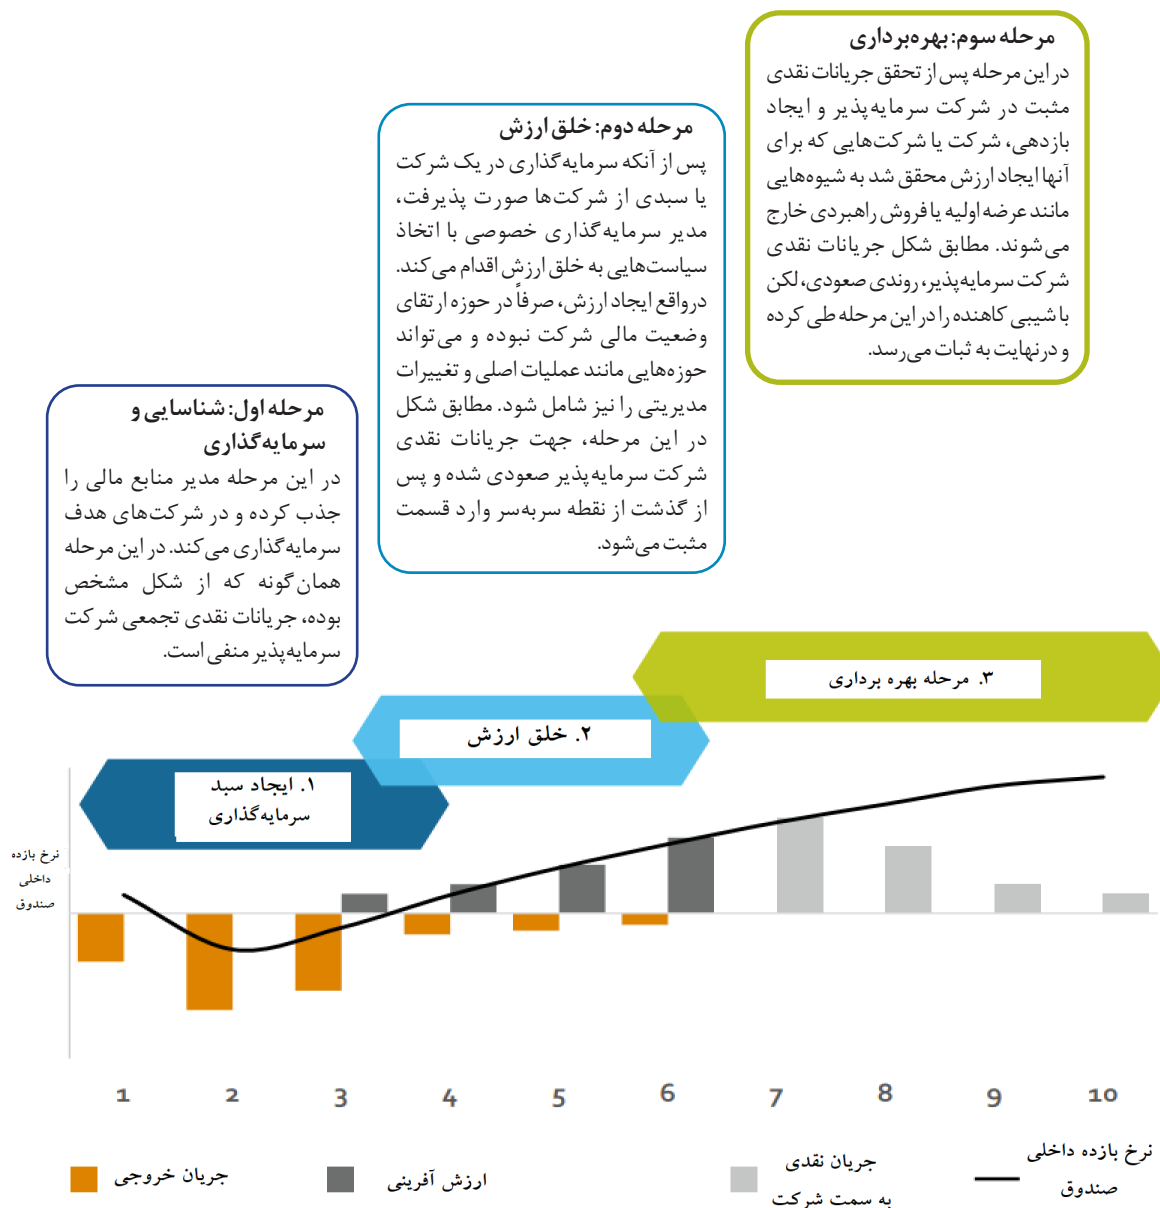 مرحله سوم: بهره‌برداری
در این مرحله پس از تحقق جریانات نقدی
مثبت در شرکت سرمایه‌پذیر و ایجاد
بازدهی، شرکت یا شرکت‌هایی که برای
آنها ایجاد ارزش محقق شد به شیوه‌هایی
مانند عرضه اولیه یا فروش راهبردی خارج
می‌شوند. مطابق شکل جریانات نقدی
شرکت سرمایه‌پذیر، روندی صعودی، لکن
با شیبی کاهنده را در این مرحله طی کرده
و درنهایت به ثبات می‌رسد.
مرحله دوم: خلق ارزش
پس از آنکه سرمایه‌گذاری در یک شرکت
یا سبدی از شرکت‌ها صورت پذیرفت،
مدیر سرمایه‌گذاری خصوصی با اتخاذ
سیاست‌هایی به خلق ارزش اقدام می‌کند.
درواقع ایجاد ارزش، صرفاً در حوزه ارتقای
وضعیت مالی شرکت نبوده و می‌تواند
حوزه‌هایی مانند عملیات اصلی و تغییرات
مدیریتی را نیز شامل شود. مطابق شکل
در این مرحله، جهت جریانات نقدی
شرکت سرمایه‌پذیر صعودی شده و پس
از گذشت از نقطه سربه‌سر وارد قسمت
مثبت می‌شود.
مرحله اول: شناسایی و
سرمایه‌گذاری
در این مرحله مدیر منابع مالی را
جذب کرده و در شرکت‌های هدف
سرمایه‌گذاری می‌کند. در این مرحله
همان‌گونه که از شکل مشخص
بوده، جریانات نقدی تجمعی شرکت
سرمایه‌پذیر منفی است.
۳. مرحله بهره برداری
۲. خلق ارزش
۱. ایجاد سبد
سرمایه‌گذاری
نرخ بازده
داخلی
صندوق
1 2 3 4 5 6 7 8 9 10
جریان خروجی
ارزش آفرینی
جریان نقدی
به سمت شرکت
نرخ بازده داخلی
صندوق